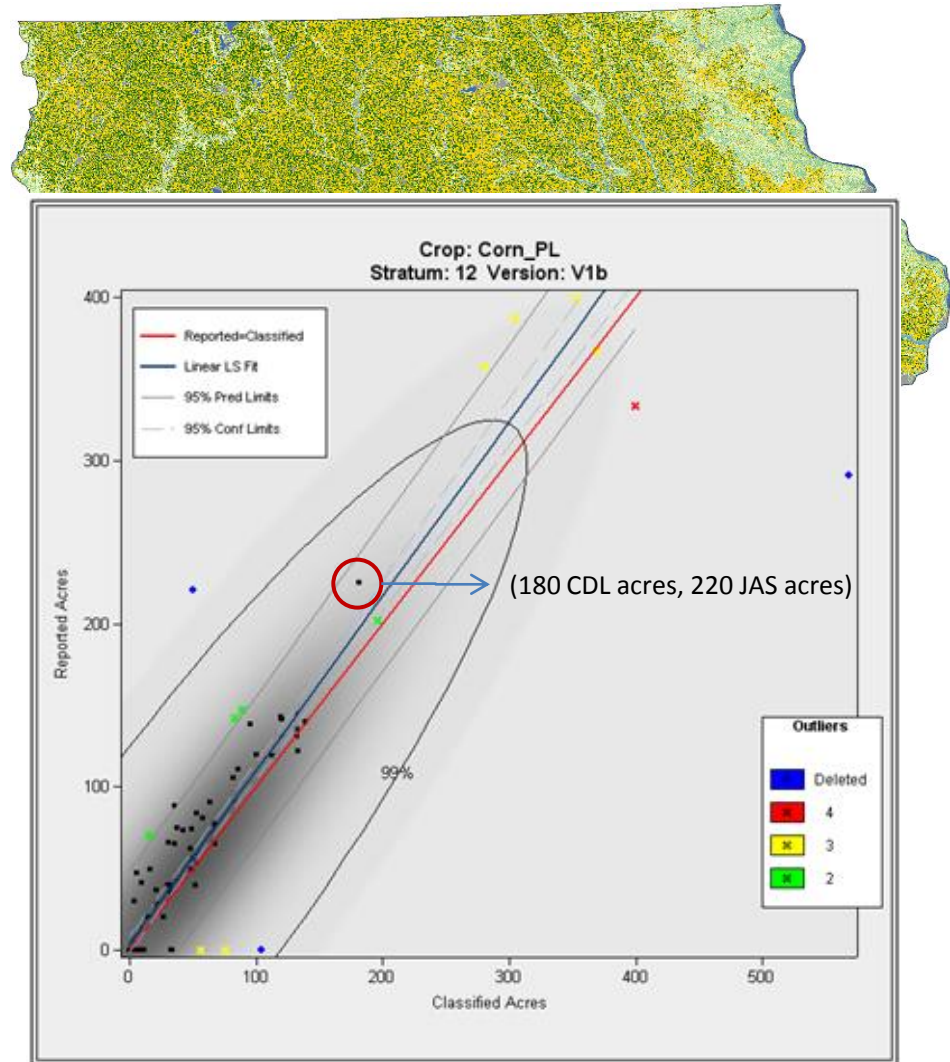 Crop: Corn_PL
Stratum: 12 Version: V1b
400
Reported=Classified
Linear LS Fit
95% Pred Limits
95% Conf Limits
300
(180 CDL acres, 220 JAS acres)
200
Reported Acres
Outliers
Deleted
4
3
2
99%
100
0
0 100 200 300 400 500
Classified Acres